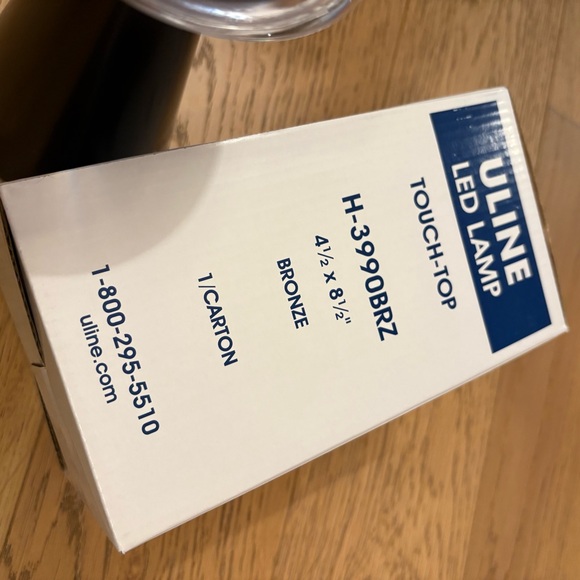 ULINE
LED LAMP
TOUCH-TOP
H-3990BRZ
4 1/2 x 8 1/2"
BRONZE
1/CARTON
1-800-295-5510
uline.com